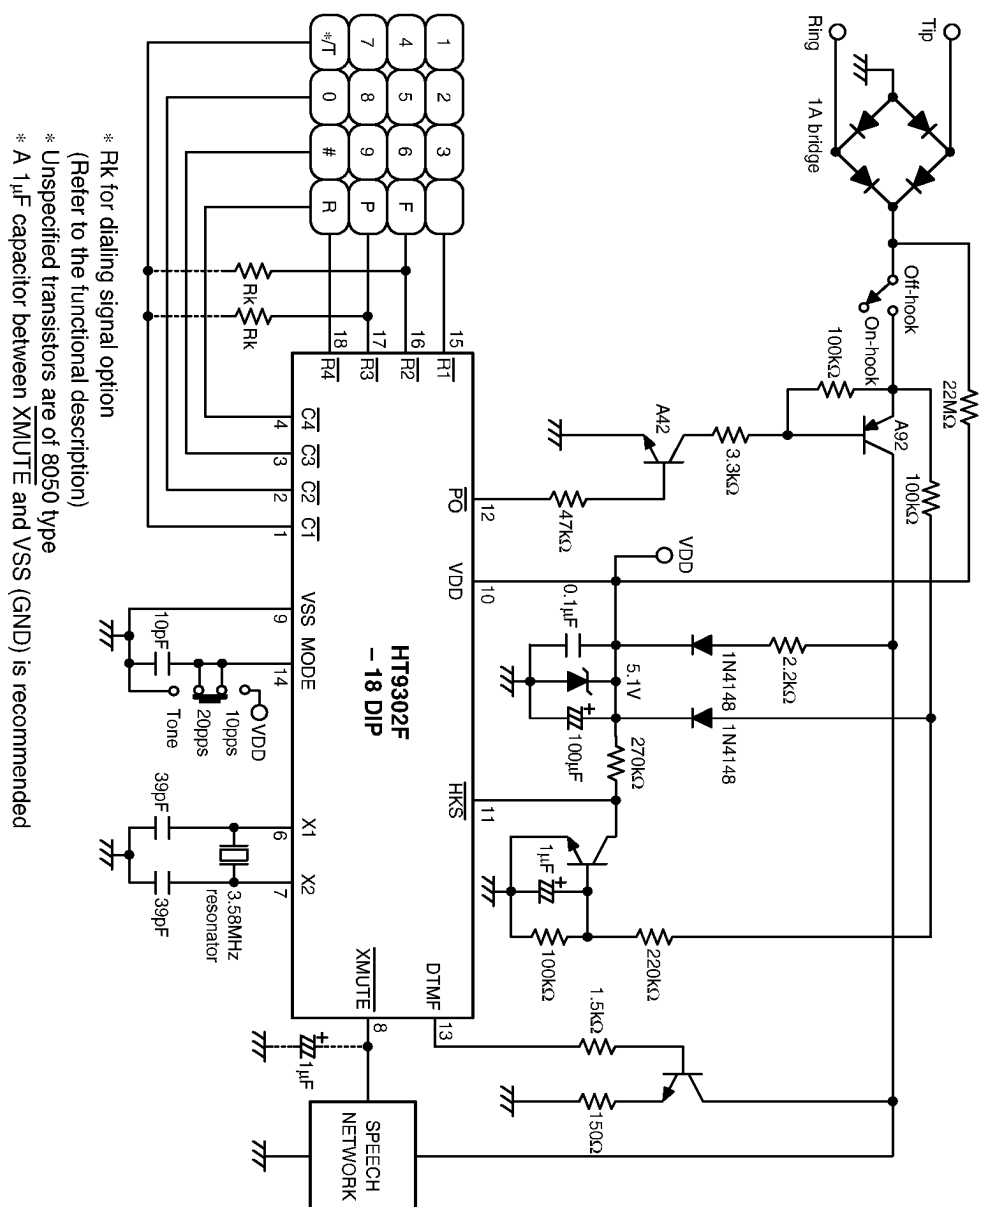 Tip
Ring
1A bridge
Off-hook
On-hook
22MΩ
100kΩ
A92
100kΩ
3.3kΩ
A42
47kΩ
VDD
0.1μF
5.1V
100μF
2.2kΩ
1N4148
1N4148
270kΩ
1μF
100kΩ
220kΩ
1.5kΩ
150Ω
1
2
3
4
5
6
F
7
8
9
P
*/T
0
#
R
Rk
Rk
15
16
17
18
R1
R2
R3
R4
PO
12
VDD
10
HKS
11
DTMF
13
XMUTE
8
1μF
HT9302F
– 18 DIP
C4
4
C3
3
C2
2
C1
1
VSS
9
MODE
14
X1
6
X2
7
10pF
VDD
10pps
20pps
Tone
39pF
39pF
3.58MHz
resonator
SPEECH
NETWORK
* Rk for dialing signal option
(Refer to the functional description)
* Unspecified transistors are of 8050 type
* A 1μF capacitor between XMUTE and VSS (GND) is recommended